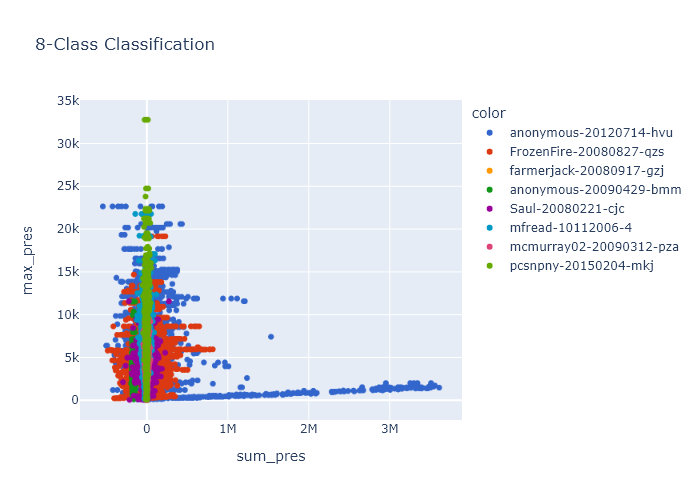 8-Class Classification
color
anonymous-20120714-hvu
FrozenFire-20080827-qzs
farmerjack-20080917-gzj
anonymous-20090429-bmm
Saul-20080221-cjc
mfread-10112006-4
mcmurray02-20090312-pza
pcsnpny-20150204-mkj
max_pres
35k
30k
25k
20k
15k
10k
5k
0
0
1M
2M
3M
sum_pres